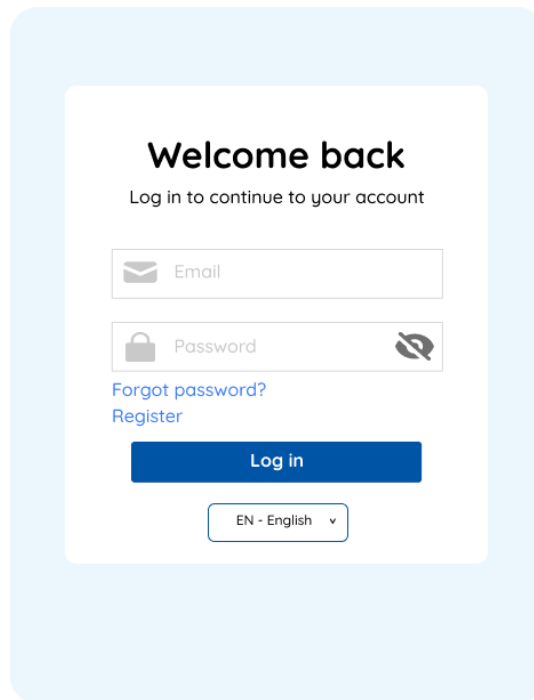 Welcome back
Log in to continue to your account
Email
Password
Forgot password?
Register
Log in
EN - English